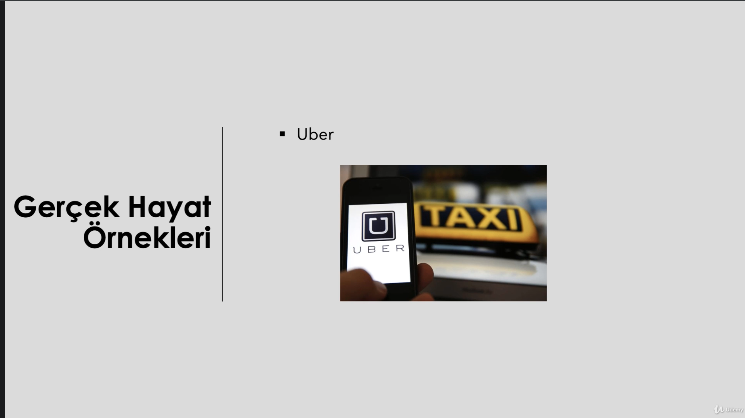 Gerçek Hayat
Örnekleri
▪ Uber
UBER
TAXI